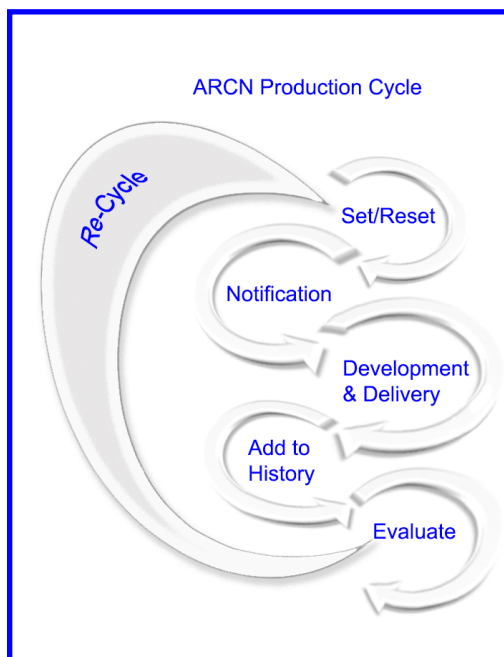 ARCN Production Cycle
Re-Cycle
Set/Reset
Notification
Development
& Delivery
Add to
History
Evaluate